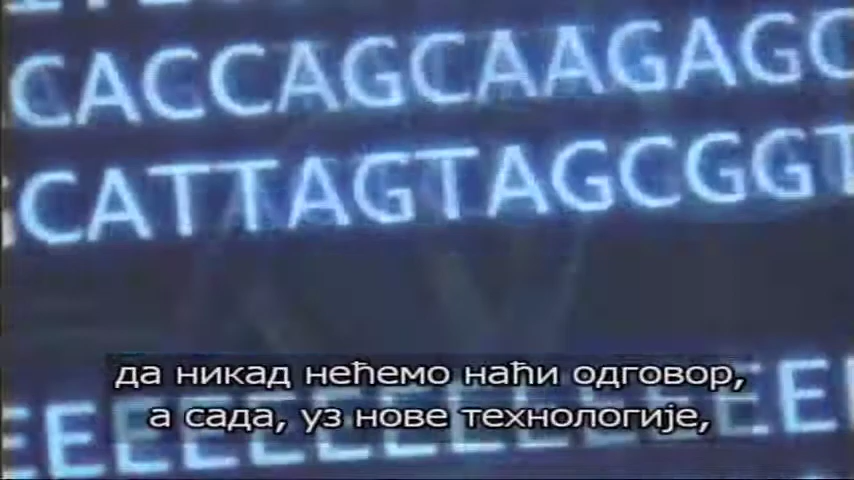 CACCAGCAAGAGC
CATTAGTAGCGGT
да никад нећемо наћи одговор,
а сада, уз нове технологије,